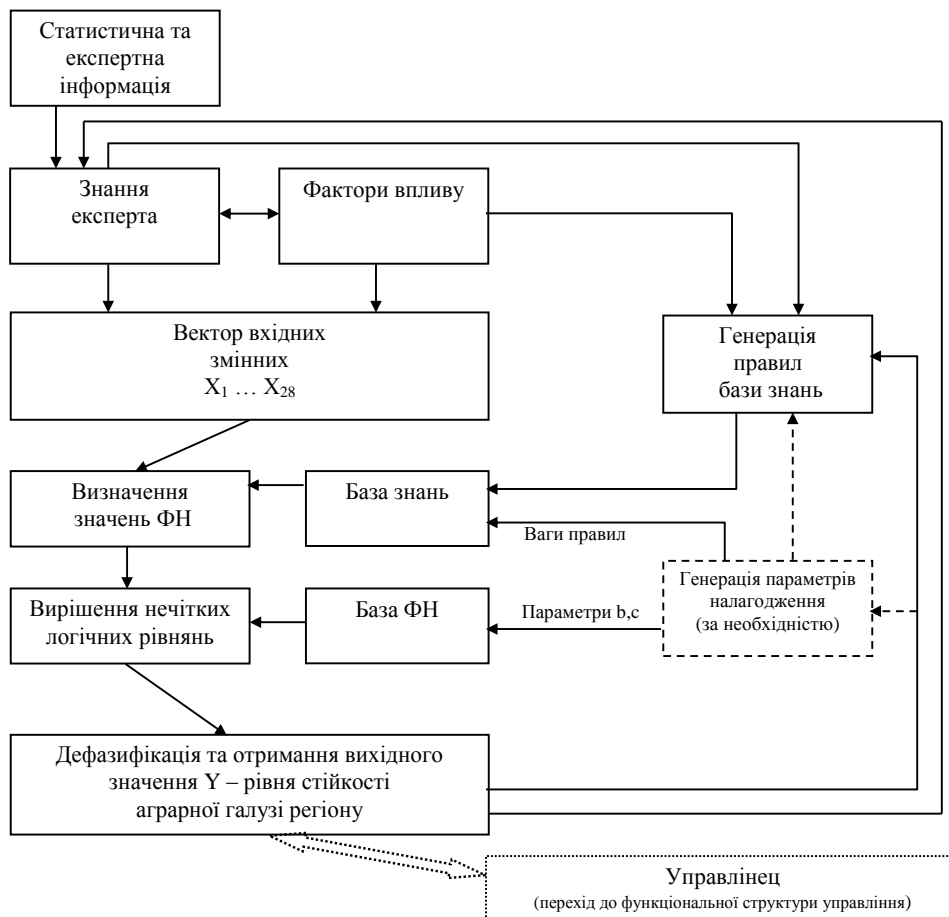 Статистична та
експертна
інформація
Знання
експерта
Фактори впливу
Вектор вхідних
змінних
X₁ … X₂₈
Генерація
правил
бази знань
Визначення
значень ФН
База знань
Ваги правил
Вирішення нечітких
логічних рівнянь
База ФН
Параметри b,c
Генерація параметрів
налагодження
(за необхідністю)
Дефазифікація та отримання вихідного
значення Y – рівня стійкості
аграрної галузі регіону
Управлінец
(перехід до функціональної структури управління)